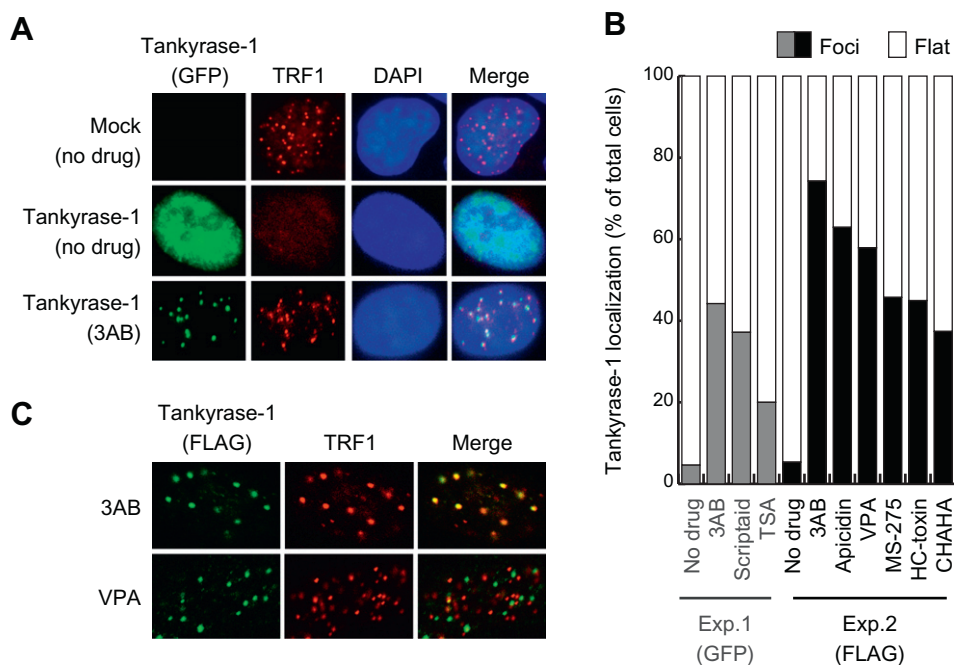 A
Tankyrase-1
(GFP) TRF1 DAPI Merge
Mock
(no drug)
Tankyrase-1
(no drug)
Tankyrase-1
(3AB)
B
Foci Flat
Tankyrase-1 localization (% of total cells)
100
80
60
40
20
0
No drug
3AB
Scriptaid
TSA
No drug
3AB
Apicidin
VPA
MS-275
HC-toxin
CHAHA
Exp.1
(GFP)
Exp.2
(FLAG)
C
Tankyrase-1
(FLAG) TRF1 Merge
3AB
VPA